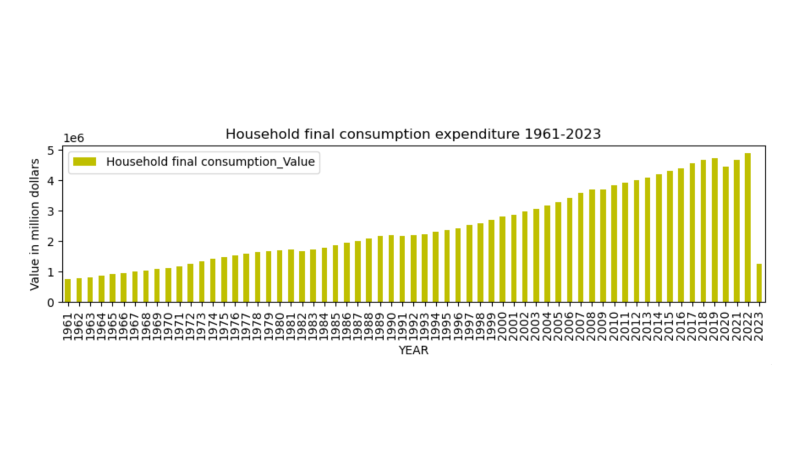 Household final consumption expenditure 1961-2023
1e6
5
4
3
2
1
0
Value in million dollars
Household final consumption_Value
1961 1962 1963 1964 1965 1966 1967 1968 1969 1970 1971 1972 1973 1974 1975 1976 1977 1978 1979 1980 1981 1982 1983 1984 1985 1986 1987 1988 1989 1990 1991 1992 1993 1994 1995 1996 1997 1998 1999 2000 2001 2002 2003 2004 2005 2006 2007 2008 2009 2010 2011 2012 2013 2014 2015 2016 2017 2018 2019 2020 2021 2022 2023
YEAR